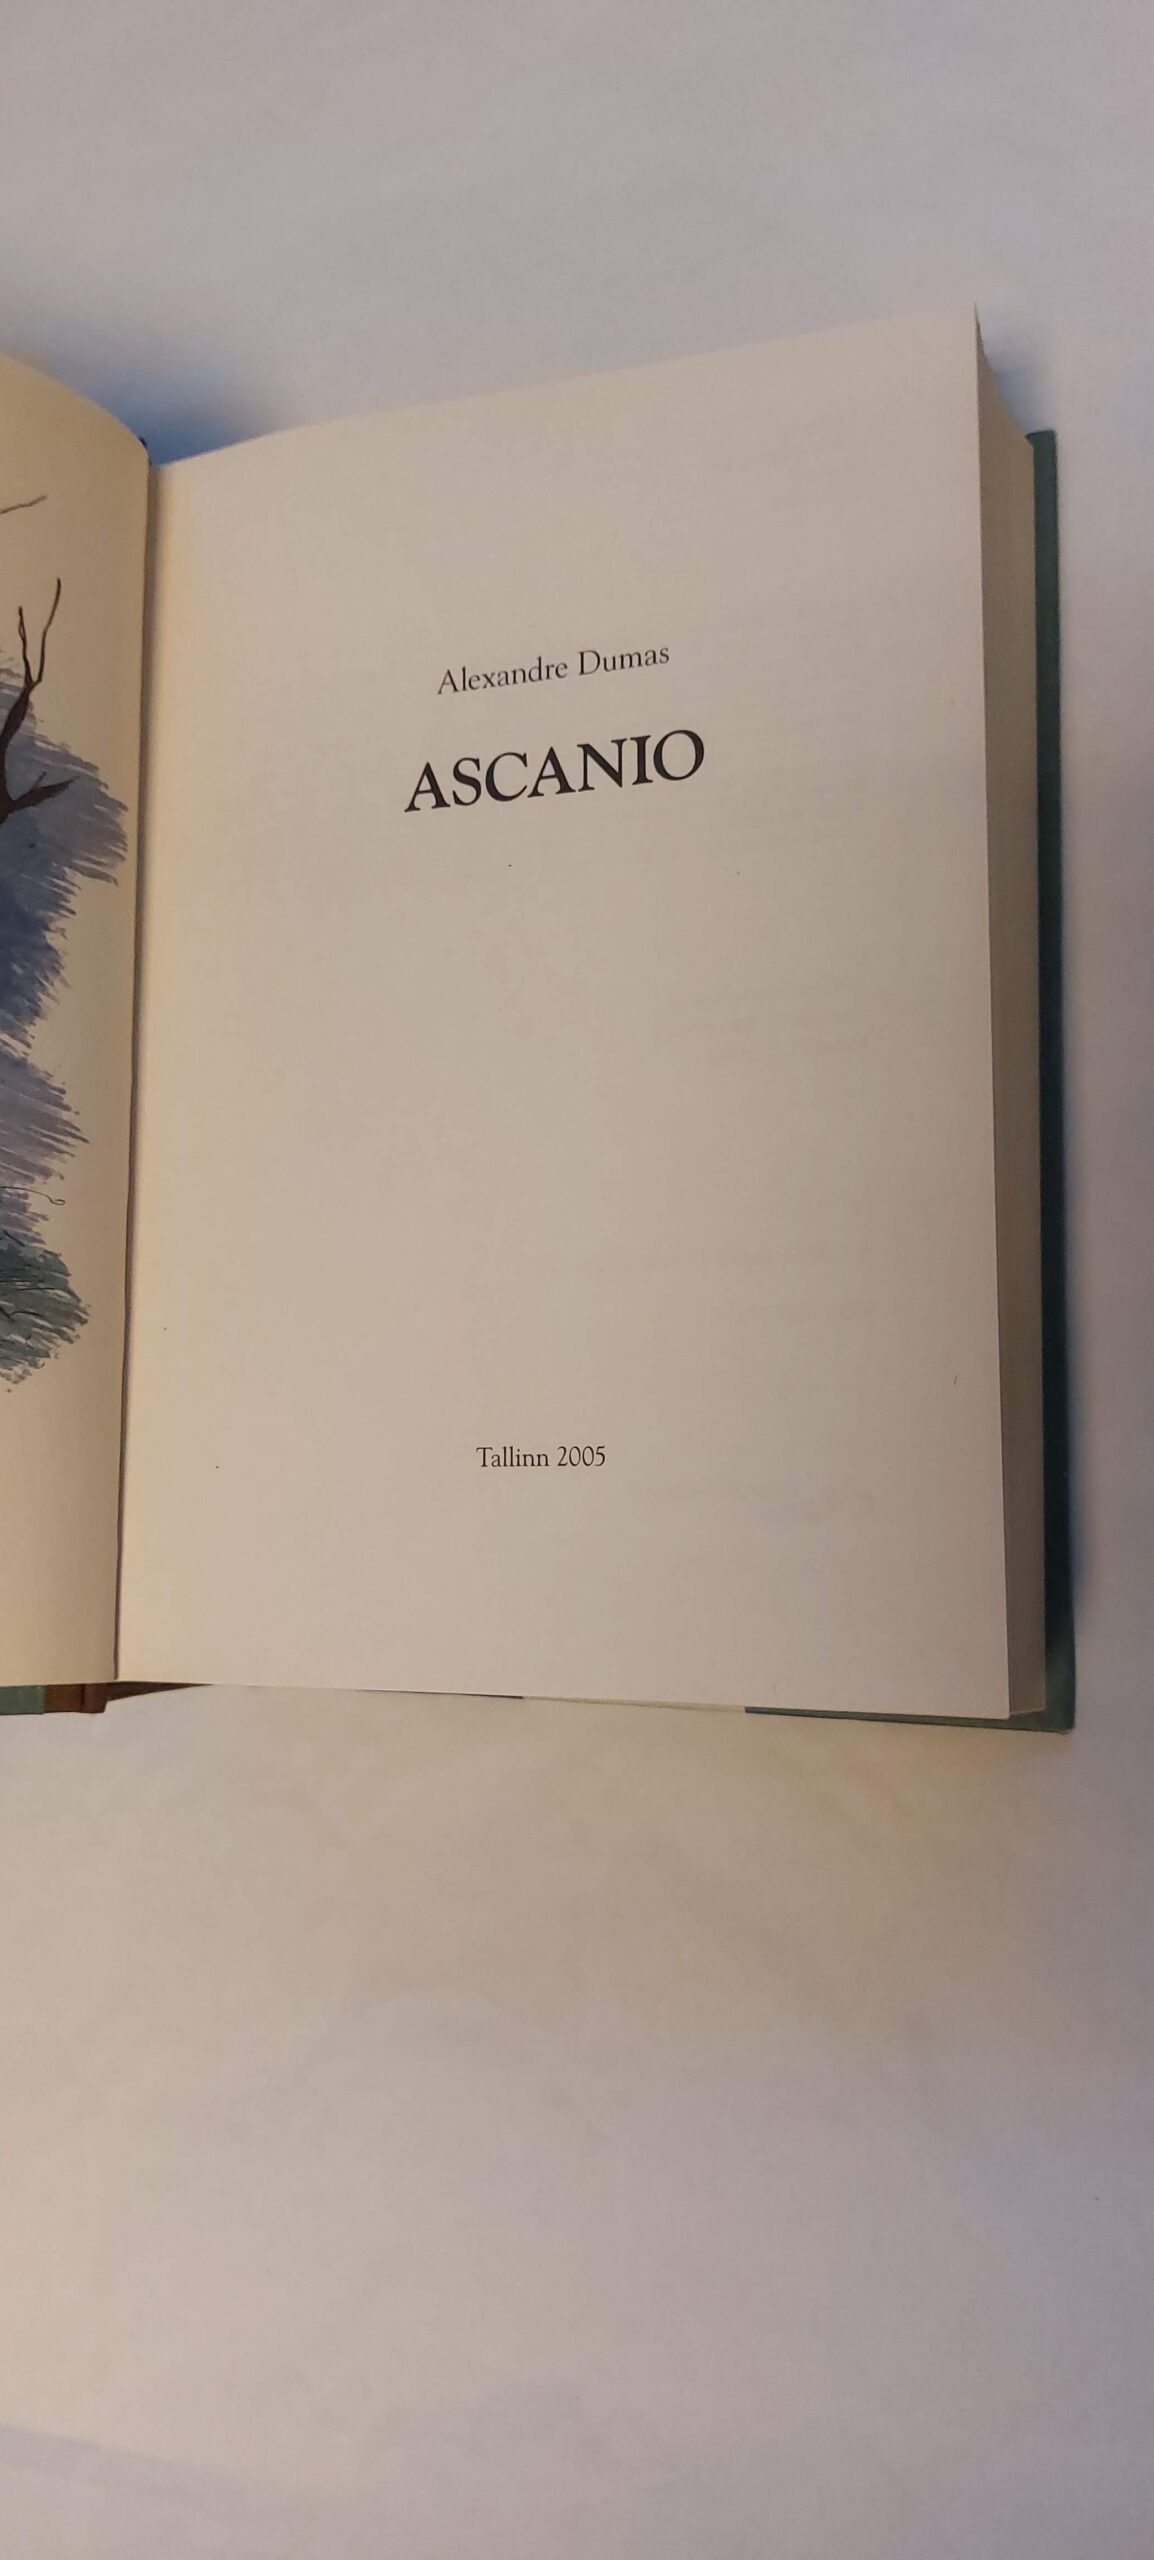 Alexandre Dumas
ASCANIO
Tallinn 2005